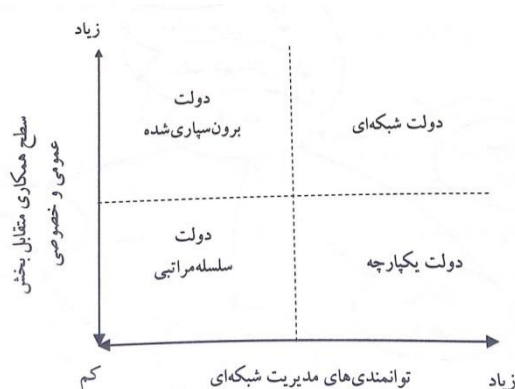 زیاد
سطح همکاری متقابل بخش
عمومی و خصوصی
دولت
برون‌سپاری‌شده
دولت شبکه‌ای
دولت
سلسله‌مراتبی
دولت یکپارچه
کم
توانمندی‌های مدیریت شبکه‌ای
زیاد